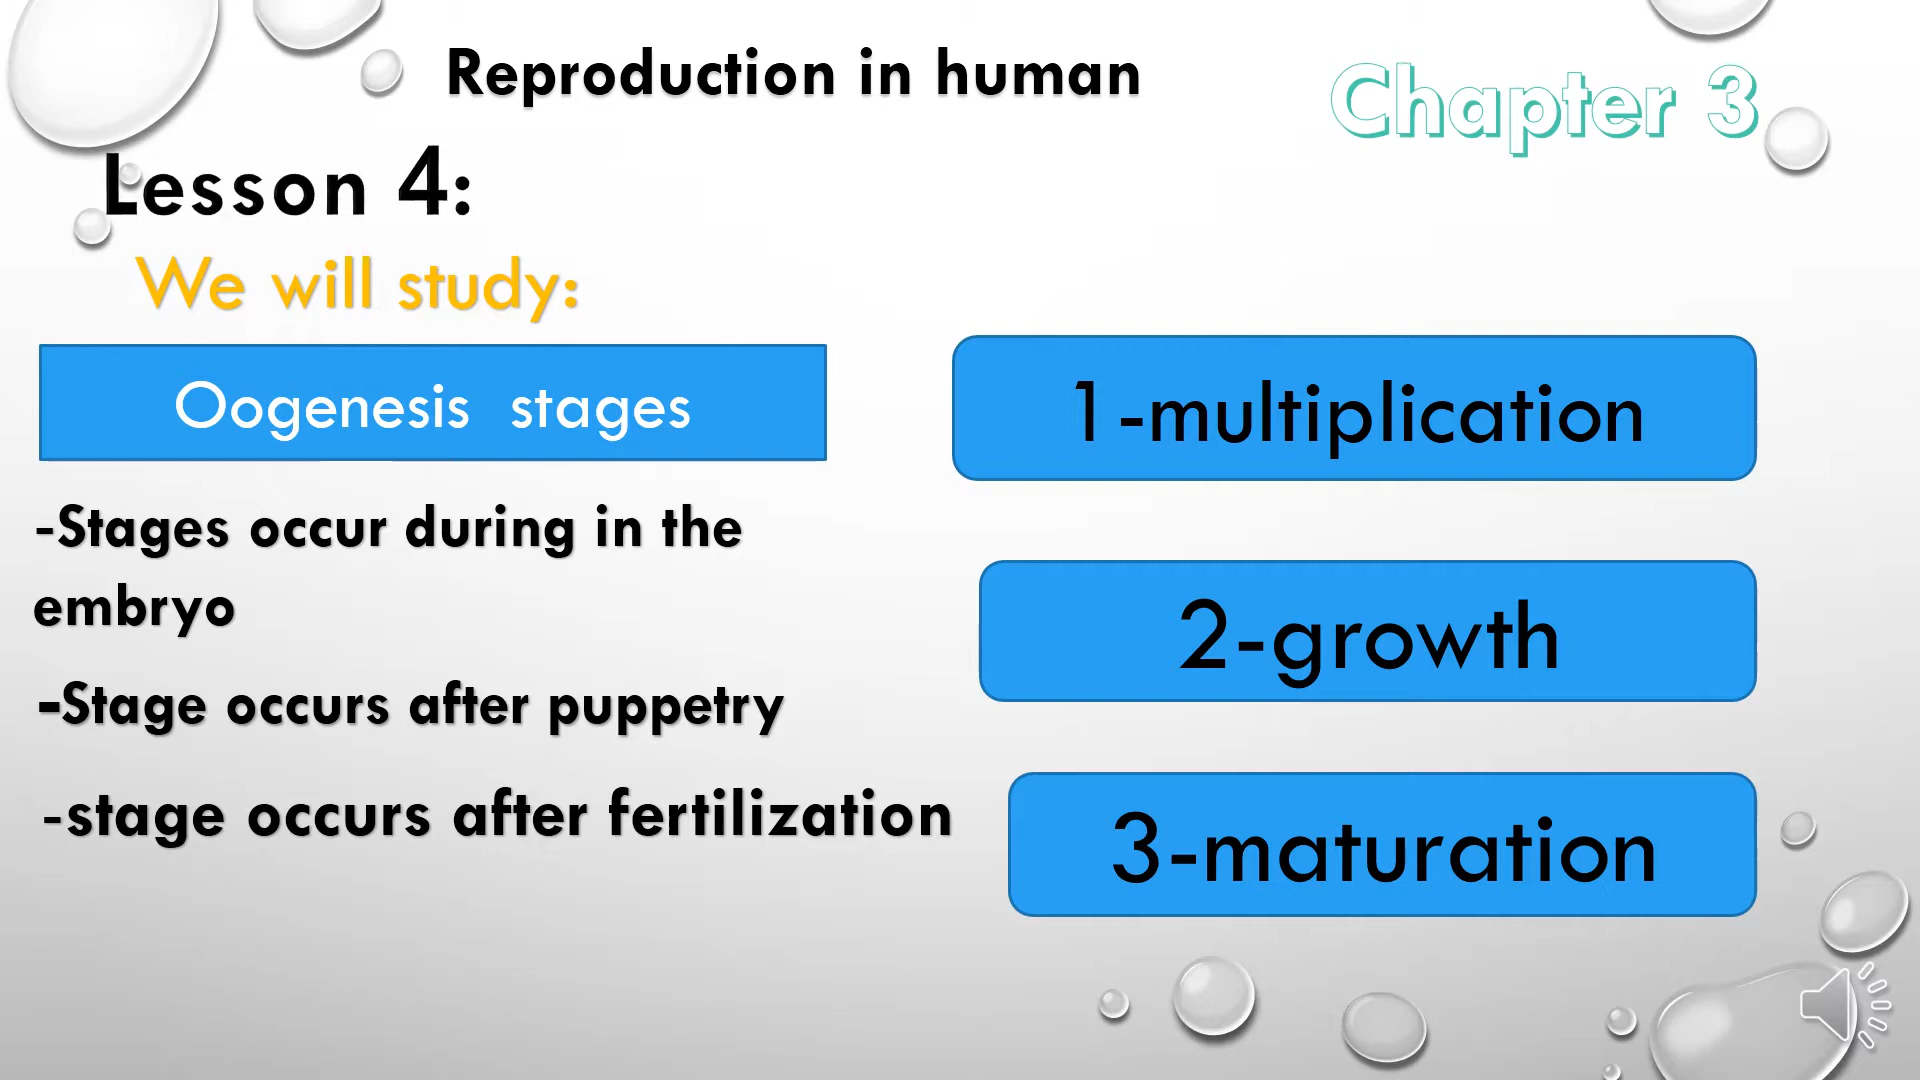 Reproduction in human
Chapter 3
Lesson 4:
We will study:
Oogenesis stages
1-multiplication
-Stages occur during in the
embryo
2-growth
-Stage occurs after puppetry
-stage occurs after fertilization
3-maturation